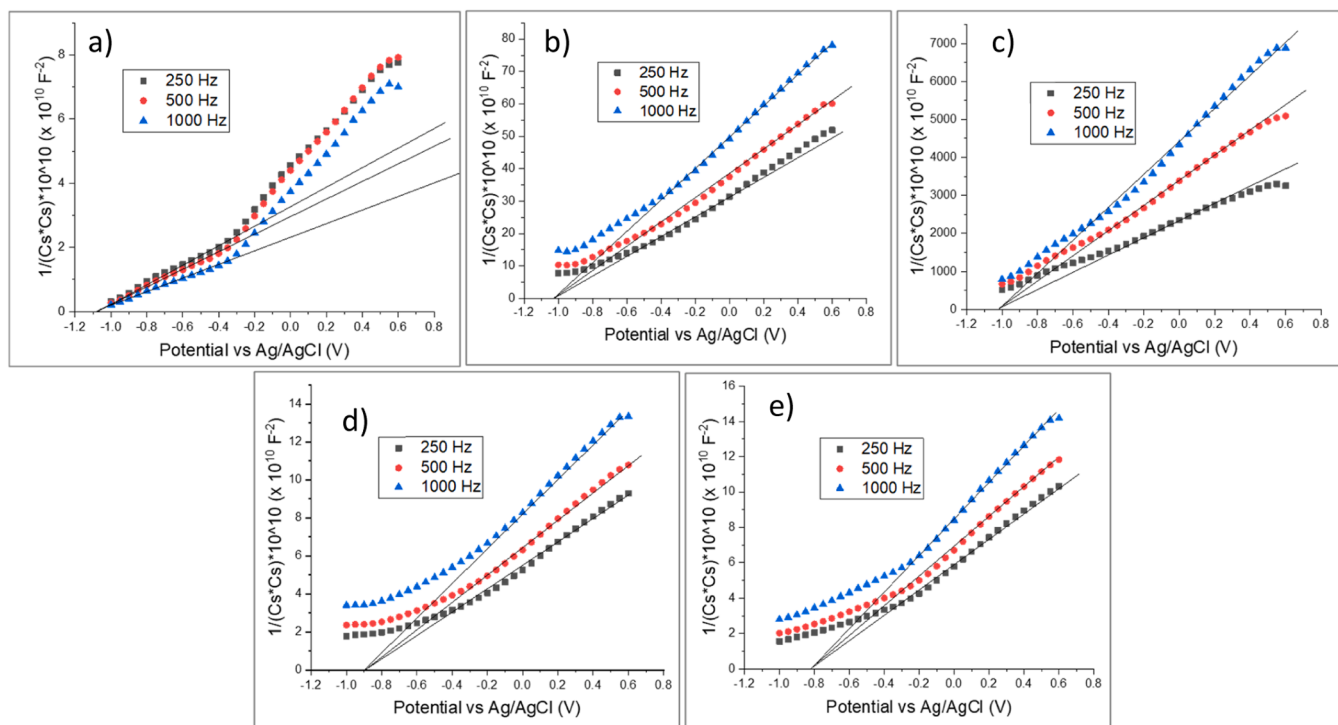 a)
250 Hz
500 Hz
1000 Hz
1/(Cs*Cs)*10^10 (x 10¹⁰ F⁻²)
8
6
4
2
0
-1.2 -1.0 -0.8 -0.6 -0.4 -0.2 0.0 0.2 0.4 0.6 0.8
Potential vs Ag/AgCl (V)
b)
250 Hz
500 Hz
1000 Hz
1/(Cs*Cs)*10^10 (x 10¹⁰ F⁻²)
80
70
60
50
40
30
20
10
0
-1.2 -1.0 -0.8 -0.6 -0.4 -0.2 0.0 0.2 0.4 0.6 0.8
Potential vs Ag/AgCl (V)
c)
250 Hz
500 Hz
1000 Hz
1/(Cs*Cs)*10^10 (x 10¹⁰ F⁻²)
7000
6000
5000
4000
3000
2000
1000
0
-1.2 -1.0 -0.8 -0.6 -0.4 -0.2 0.0 0.2 0.4 0.6 0.8
Potential vs Ag/AgCl (V)
d)
250 Hz
500 Hz
1000 Hz
1/(Cs*Cs)*10^10 (x 10¹⁰ F⁻²)
14
12
10
8
6
4
2
0
-1.2 -1.0 -0.8 -0.6 -0.4 -0.2 0.0 0.2 0.4 0.6 0.8
Potential vs Ag/AgCl (V)
e)
250 Hz
500 Hz
1000 Hz
1/(Cs*Cs)*10^10 (x 10¹⁰ F⁻²)
16
14
12
10
8
6
4
2
0
-1.2 -1.0 -0.8 -0.6 -0.4 -0.2 0.0 0.2 0.4 0.6 0.8
Potential vs Ag/AgCl (V)